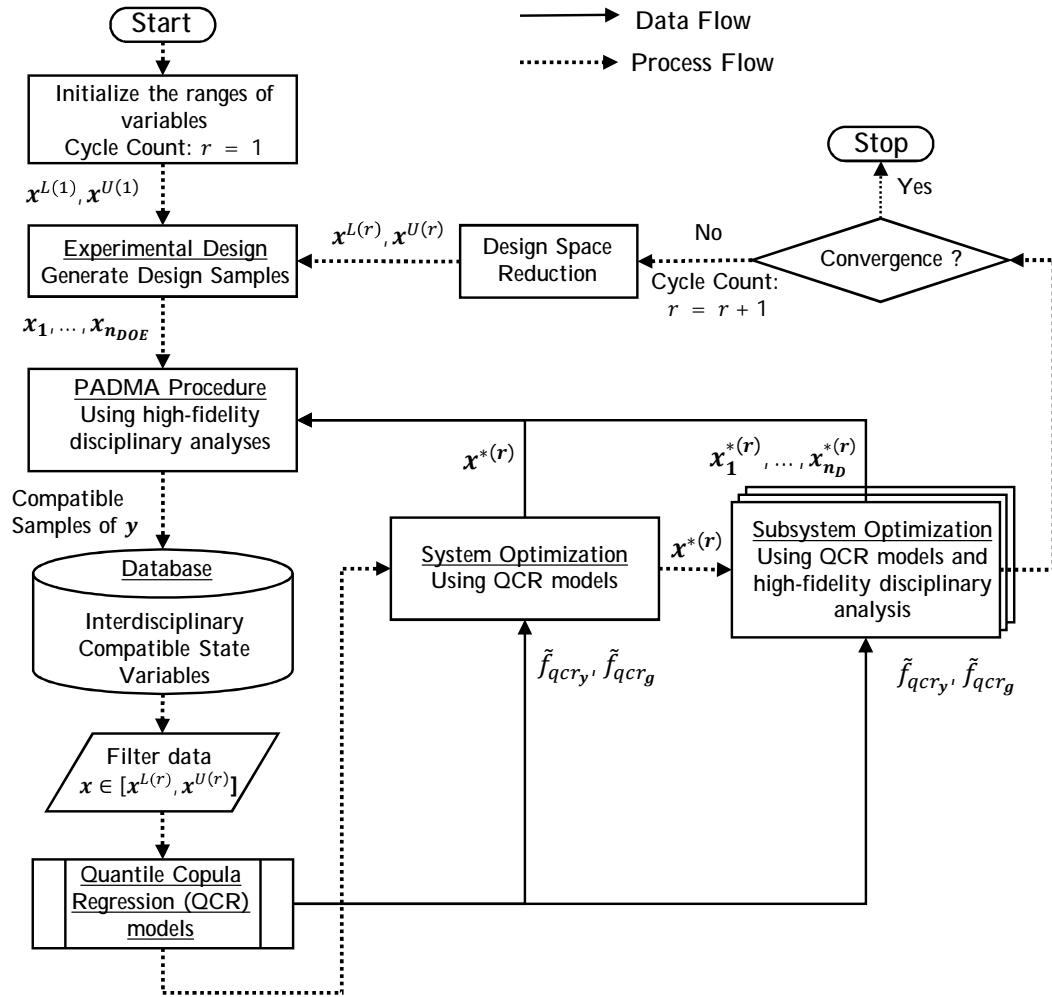 Start
Data Flow
Process Flow
Initialize the ranges of
variables
Cycle Count: r = 1
Stop
Yes
x^{L(1)}, x^{U(1)}
Experimental Design
Generate Design Samples
x^{L(r)}, x^{U(r)}
Design Space
Reduction
No
Cycle Count:
r = r + 1
Convergence ?
x_1, …, x_{n_{DOE}}
PADMA Procedure
Using high-fidelity
disciplinary analyses
x^{*(r)}
x_1^{*(r)}, …, x_{n_D}^{*(r)}
Compatible
Samples of y
System Optimization
Using QCR models
x^{*(r)}
Subsystem Optimization
Using QCR models and
high-fidelity disciplinary
analysis
Database
Interdisciplinary
Compatible State
Variables
f̃_{qcr_y}, f̃_{qcr_g}
f̃_{qcr_y}, f̃_{qcr_g}
Filter data
x ∈ [x^{L(r)}, x^{U(r)}]
Quantile Copula
Regression (QCR)
models